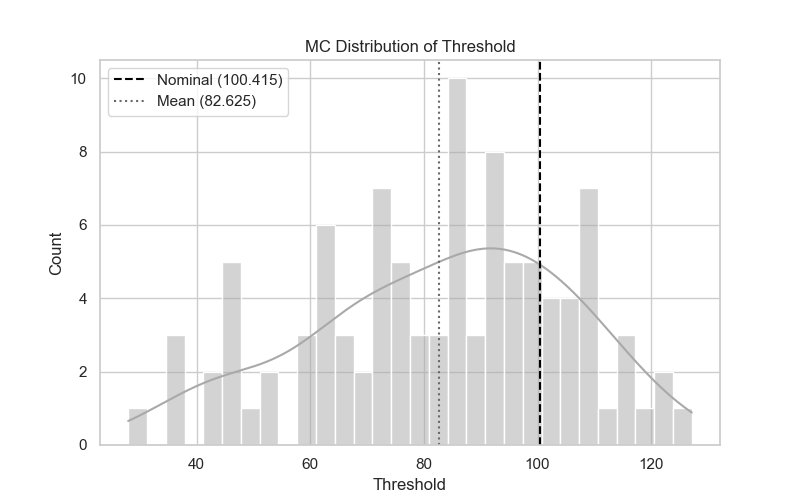 MC Distribution of Threshold
Nominal (100.415)
Mean (82.625)
10
8
6
4
2
0
Count
40
60
80
100
120
Threshold